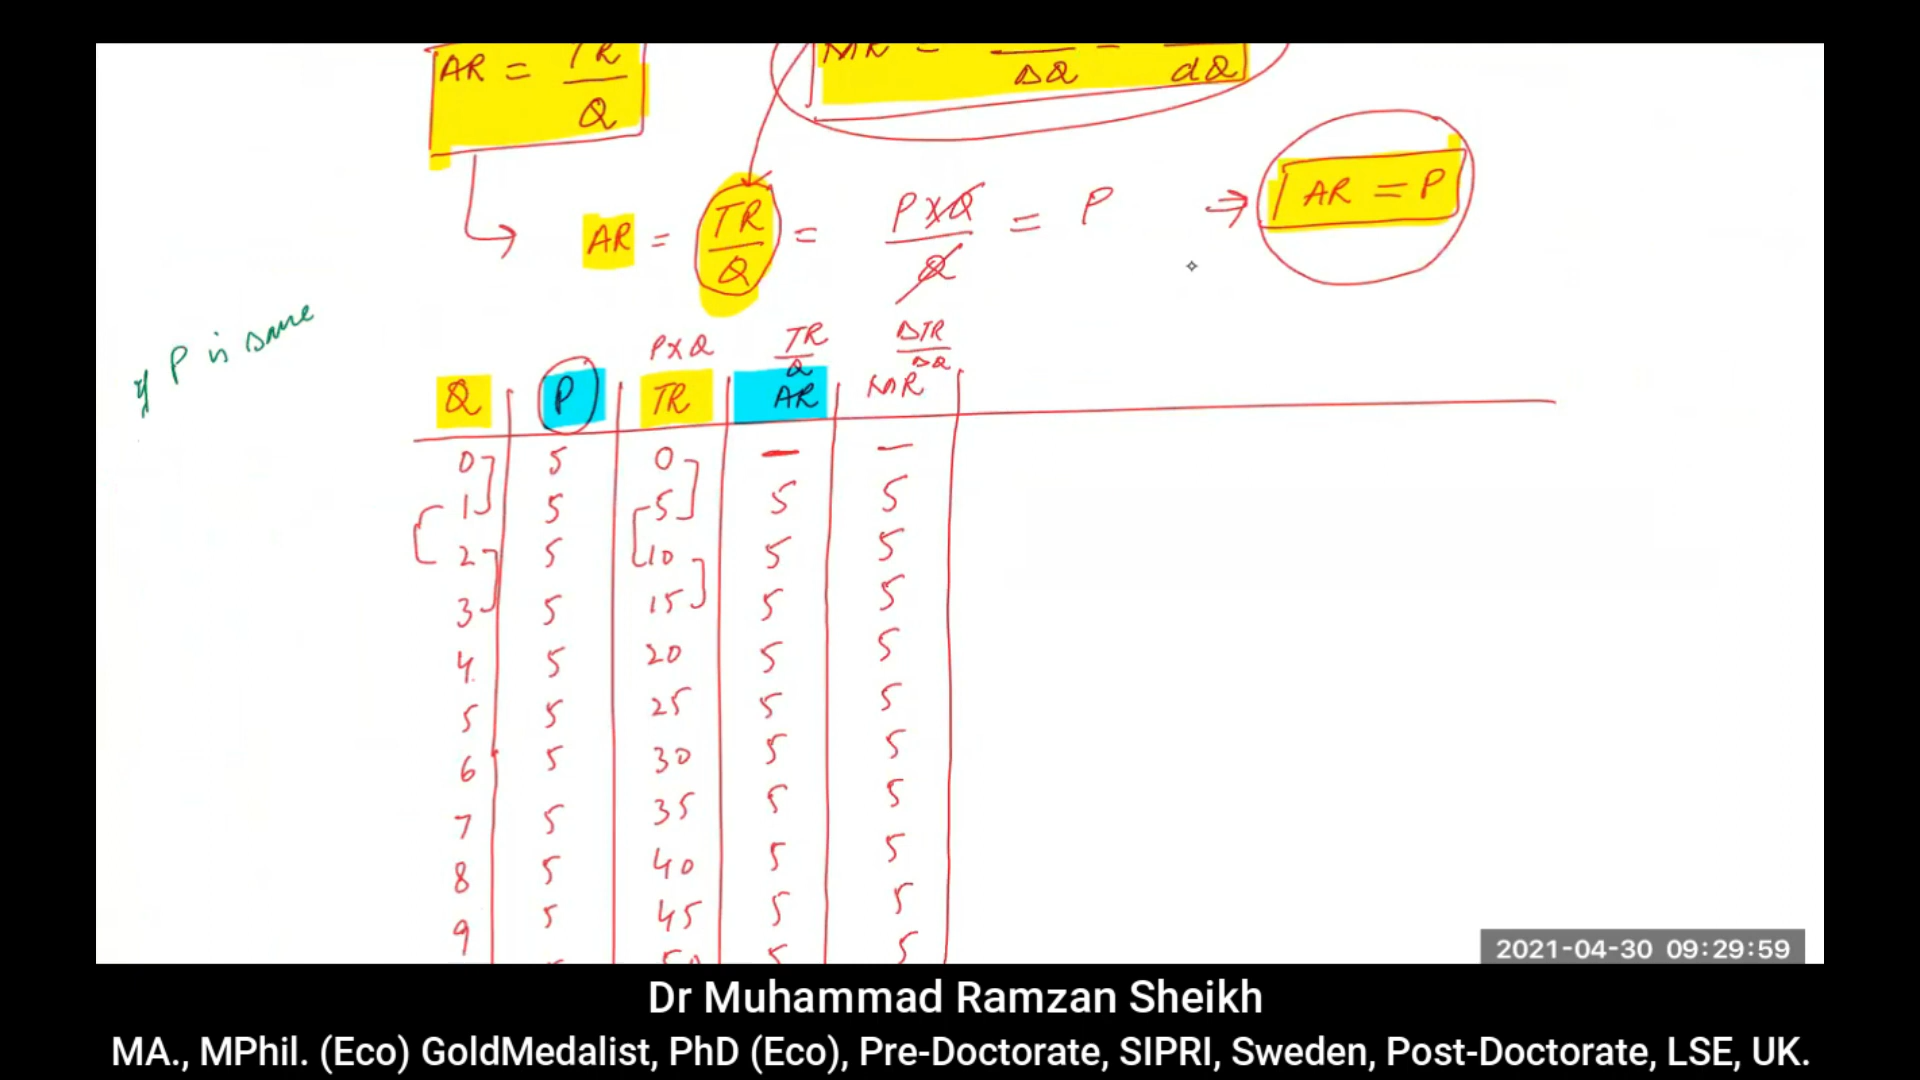 AR = TR / Q
MR = / ΔQ = / dQ
AR = TR / Q = P x Q / Q = P → AR = P
if P is same
P x Q TR / Q ΔTR / ΔQ
Q P TR AR MR
0 5 0 — —
1 5 5 5 5
2 5 10 5 5
3 5 15 5 5
4 5 20 5 5
5 5 25 5 5
6 5 30 5 5
7 5 35 5 5
8 5 40 5 5
9 5 45 5 5
5 5
2021-04-30 09:29:59
Dr Muhammad Ramzan Sheikh
MA., MPhil. (Eco) GoldMedalist, PhD (Eco), Pre-Doctorate, SIPRI, Sweden, Post-Doctorate, LSE, UK.